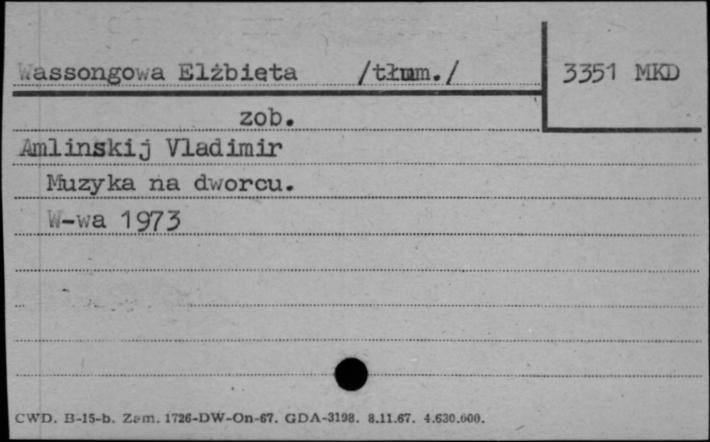 Wassongowa Elżbieta /tłum./ 3351 MKD
zob.
Amlinskij Vladimir
Muzyka na dworcu.
W-wa 1973
CWD. B-15-b. Zam. 1726-DW-On-67. GDA-3198. 8.11.67. 4.630.000.